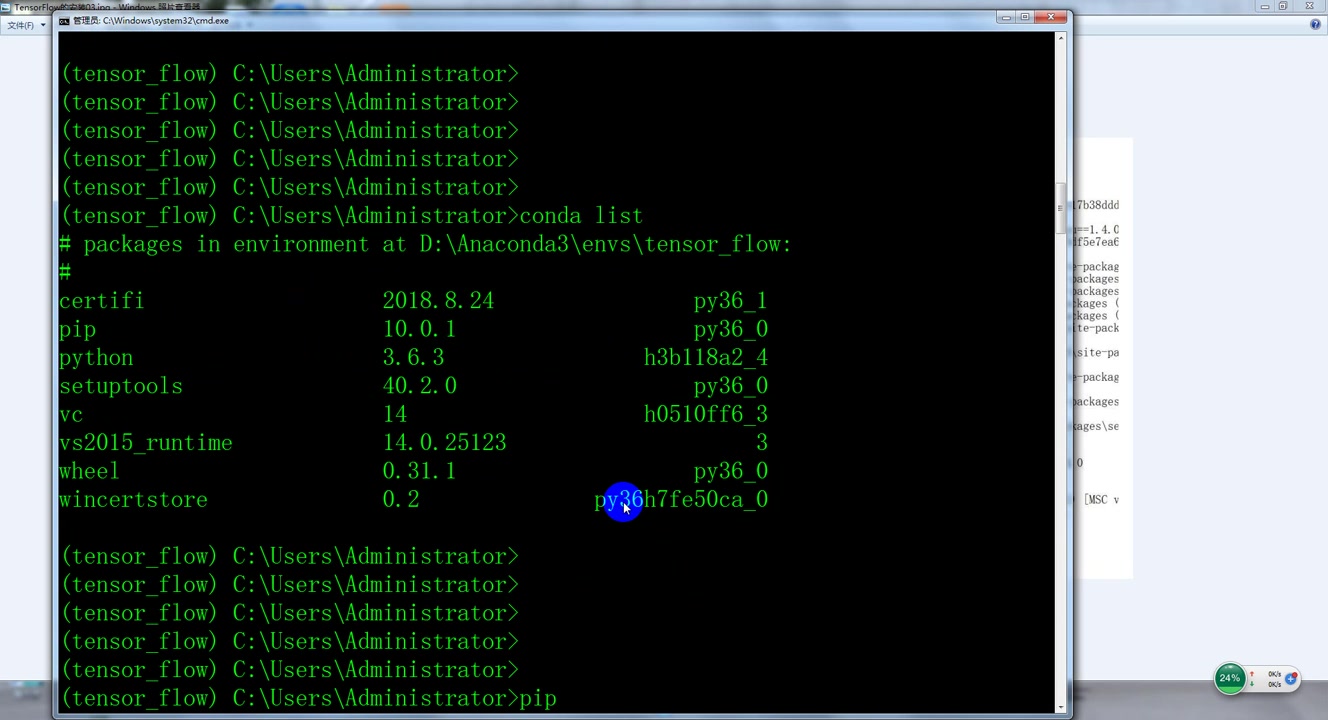 TensorFlow的安装03.jpg - Windows 照片查看器
文件(F)
管理员: C:\Windows\system32\cmd.exe
(tensor_flow) C:\Users\Administrator>
(tensor_flow) C:\Users\Administrator>
(tensor_flow) C:\Users\Administrator>
(tensor_flow) C:\Users\Administrator>
(tensor_flow) C:\Users\Administrator>
(tensor_flow) C:\Users\Administrator>conda list
# packages in environment at D:\Anaconda3\envs\tensor_flow:
#
certifi 2018.8.24 py36_1
pip 10.0.1 py36_0
python 3.6.3 h3b118a2_4
setuptools 40.2.0 py36_0
vc 14 h0510ff6_3
vs2015_runtime 14.0.25123 3
wheel 0.31.1 py36_0
wincertstore 0.2 py36h7fe50ca_0
(tensor_flow) C:\Users\Administrator>
(tensor_flow) C:\Users\Administrator>
(tensor_flow) C:\Users\Administrator>
(tensor_flow) C:\Users\Administrator>
(tensor_flow) C:\Users\Administrator>
(tensor_flow) C:\Users\Administrator>pip
17b38ddd
==1.4.0
df5e7ea6
e-packag
packages
packages
ckages (
ckages (
ite-pack
\site-pa
e-packag
packages
kages\se
0
[MSC v
24%
0K/s
0K/s